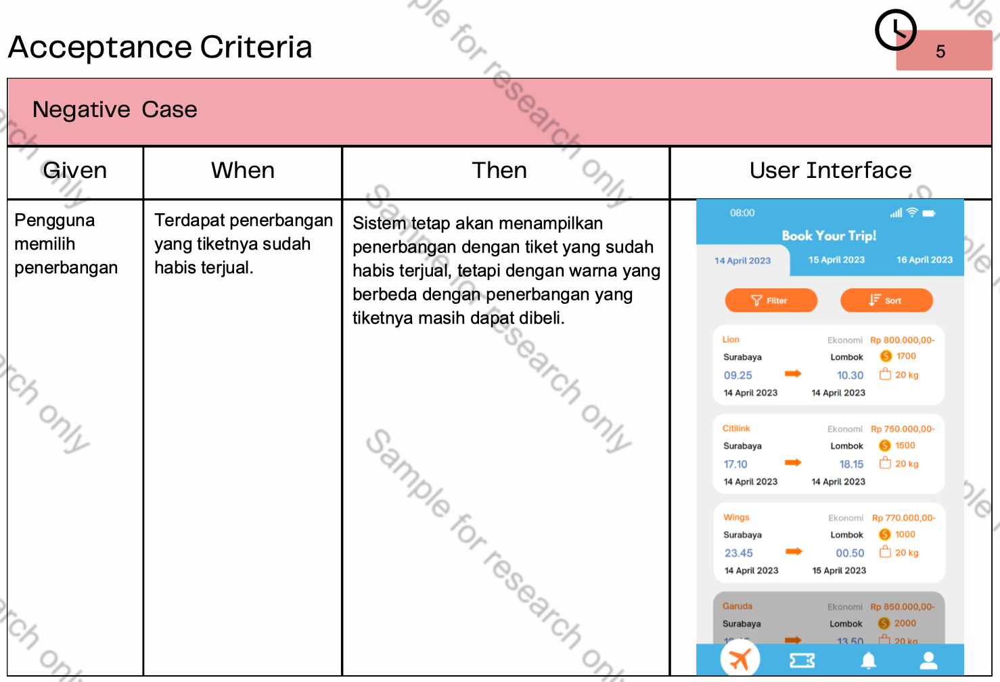 Acceptance Criteria
5
Negative Case
Given
When
Then
User Interface
Pengguna
memilih
penerbangan
Terdapat penerbangan
yang tiketnya sudah
habis terjual.
Sistem tetap akan menampilkan
penerbangan dengan tiket yang sudah
habis terjual, tetapi dengan warna yang
berbeda dengan penerbangan yang
tiketnya masih dapat dibeli.
08:00
Book Your Trip!
14 April 2023 15 April 2023 16 April 2023
Filter Sort
Lion Ekonomi Rp 800.000,00-
Surabaya Lombok 1700
09.25 10.30 20 kg
14 April 2023 14 April 2023
Citilink Ekonomi Rp 750.000,00-
Surabaya Lombok 1500
17.10 18.15 20 kg
14 April 2023 14 April 2023
Wings Ekonomi Rp 770.000,00-
Surabaya Lombok 1000
23.45 00.50 20 kg
14 April 2023 15 April 2023
Garuda Ekonomi Rp 850.000,00-
Surabaya Lombok 2000
13.50 20 kg
Sample for research only
Sample for research only